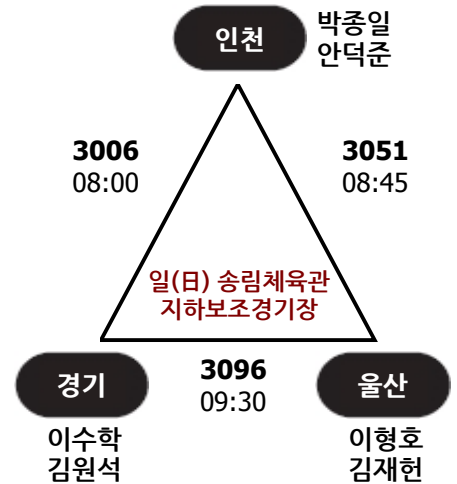 인천
박종일
안덕준
3006
08:00
3051
08:45
일(日) 송림체육관
지하보조경기장
경기
3096
09:30
울산
이수학
김원석
이형호
김재헌